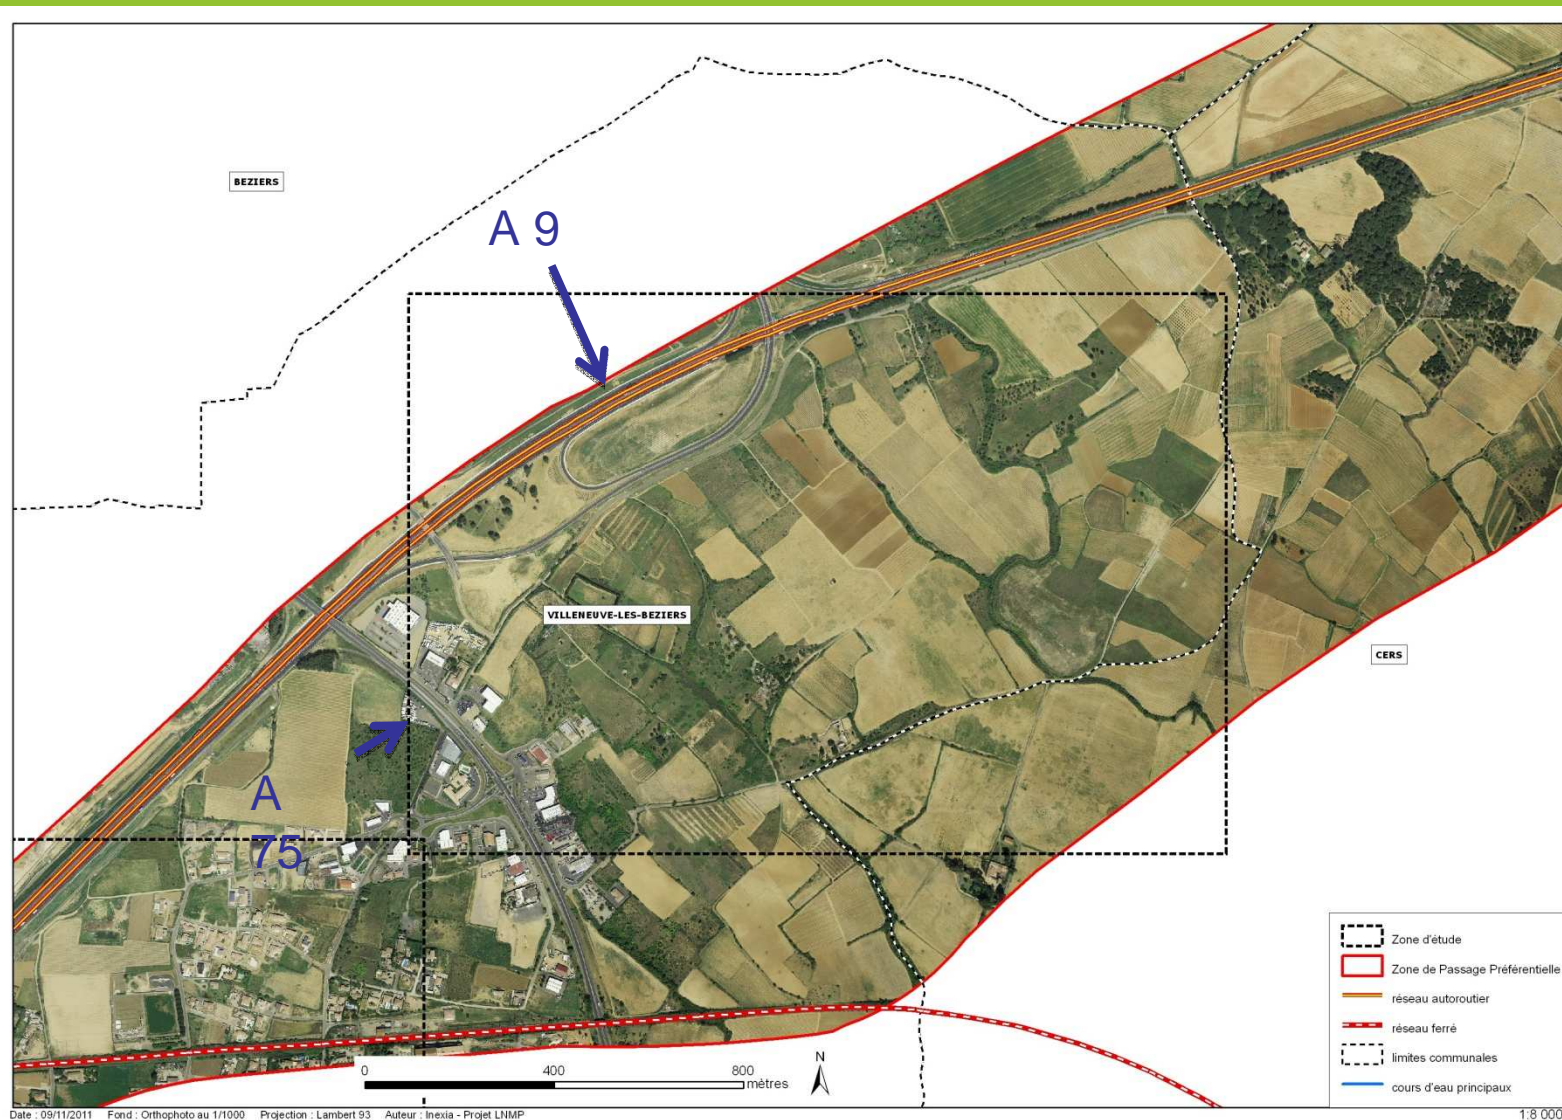 BEZIERS
A 9
VILLENEUVE-LES-BEZIERS
CERS
A
75
Zone d'étude
Zone de Passage Préférentielle
réseau autoroutier
réseau ferré
limites communales
cours d'eau principaux
N
0 400 800
mètres
Date : 09/11/2011 Fond : Orthophoto au 1/1000 Projection : Lambert 93 Auteur : Inexia - Projet LNMP
1:8 000